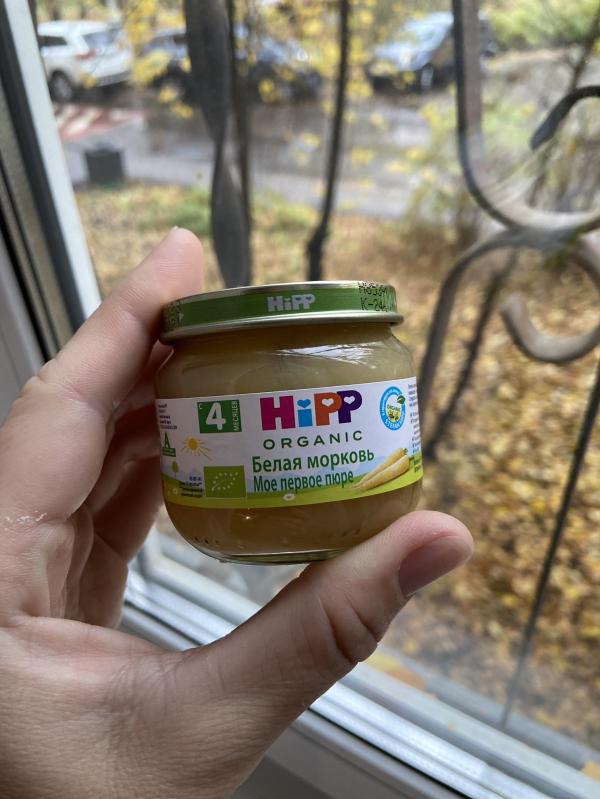 HiPP
с 4 МЕСЯЦЕВ
HiPP
ORGANIC
Белая морковь
Мое первое пюре